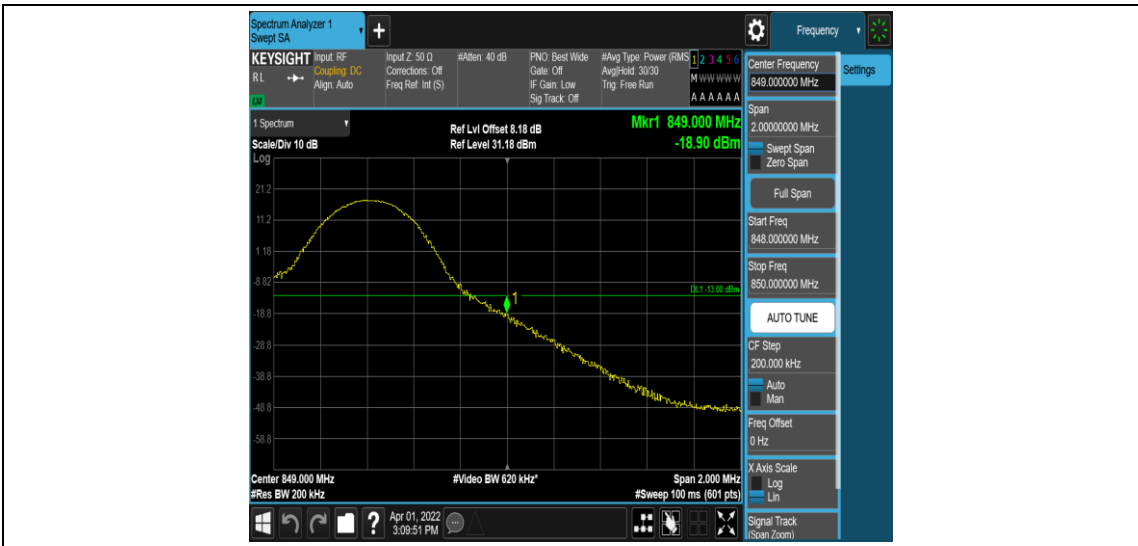 Spectrum Analyzer 1
Swept SA
+
Frequency
KEYSIGHT
RL
LXI
Input: RF
Coupling: DC
Align: Auto
Input Z: 50 Ω
Corrections: Off
Freq Ref: Int (S)
#Atten: 40 dB
PNO: Best Wide
Gate: Off
IF Gain: Low
Sig Track: Off
#Avg Type: Power (RMS
Avg|Hold: 30/30
Trig: Free Run
1 2 3 4 5 6
M W W W W W
A A A A A A
Center Frequency
849.000000 MHz
Settings
Span
2.00000000 MHz
Swept Span
Zero Span
Full Span
Start Freq
848.000000 MHz
Stop Freq
850.000000 MHz
AUTO TUNE
CF Step
200.000 kHz
Auto
Man
Freq Offset
0 Hz
X Axis Scale
Log
Lin
Signal Track
(Span Zoom)
1 Spectrum
Scale/Div 10 dB
Log
Ref Lvl Offset 8.18 dB
Ref Level 31.18 dBm
Mkr1 849.000 MHz
-18.90 dBm
21.2
11.2
1.18
-8.82
-18.8
-28.8
-38.8
-48.8
-58.8
DL1 -13.00 dBm
1
Center 849.000 MHz
#Res BW 200 kHz
#Video BW 620 kHz*
Span 2.000 MHz
#Sweep 100 ms (601 pts)
?
Apr 01, 2022
3:09:51 PM